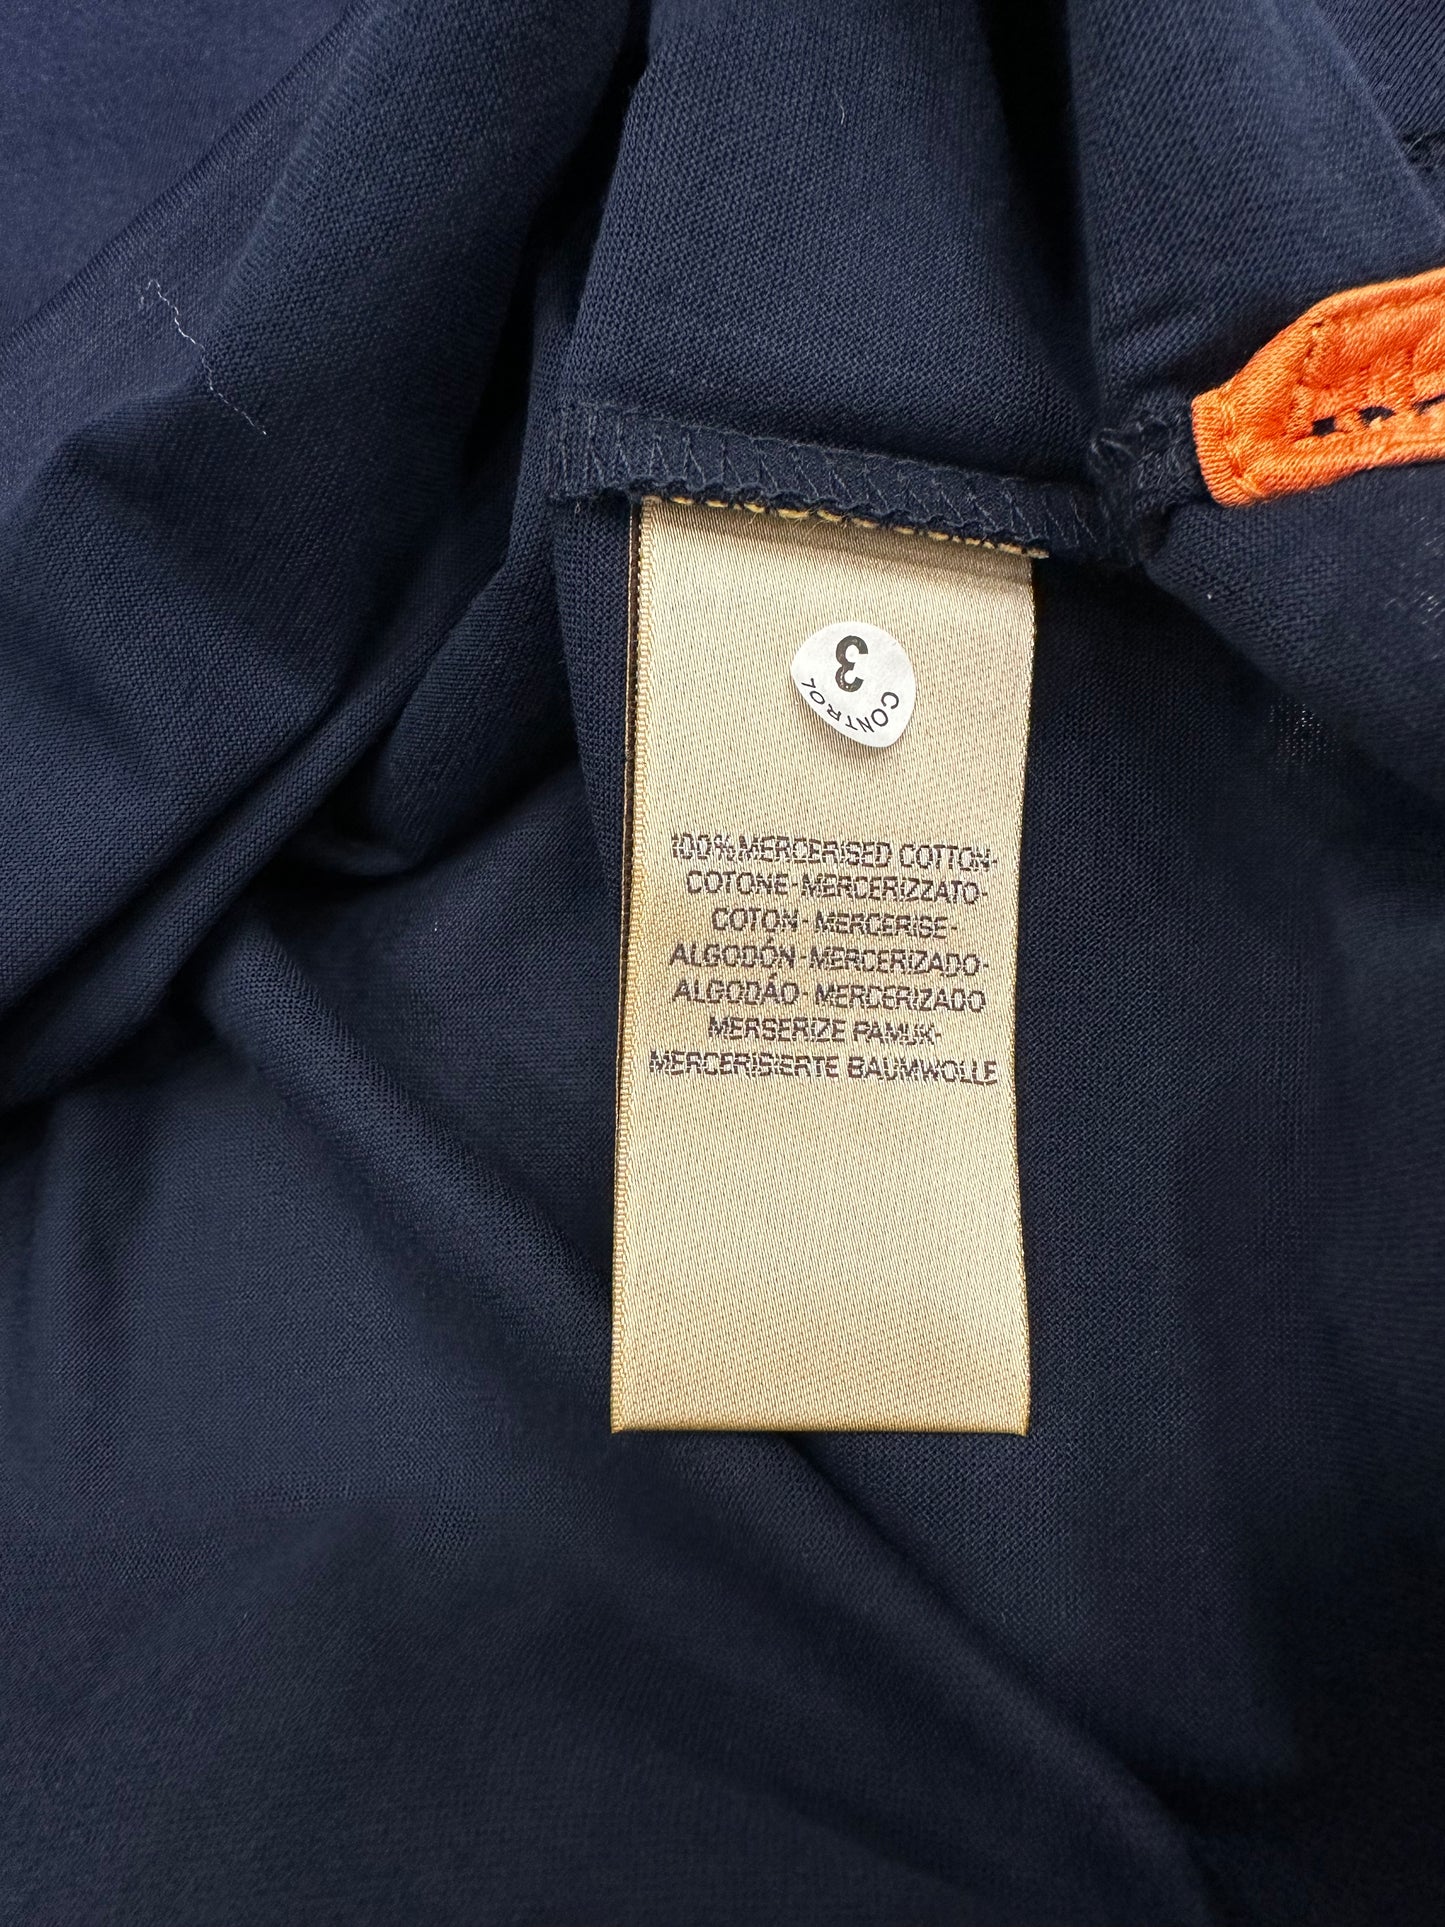 3
CONTROL
100% MERCERISED COTTON-
COTONE-MERCERIZZATO-
COTON-MERCERISE-
ALGODÓN-MERCERIZADO-
ALGODÁO-MERCERIZADO
MERSERIZE PAMUK-
MERCERISIERTE BAUMWOLLE